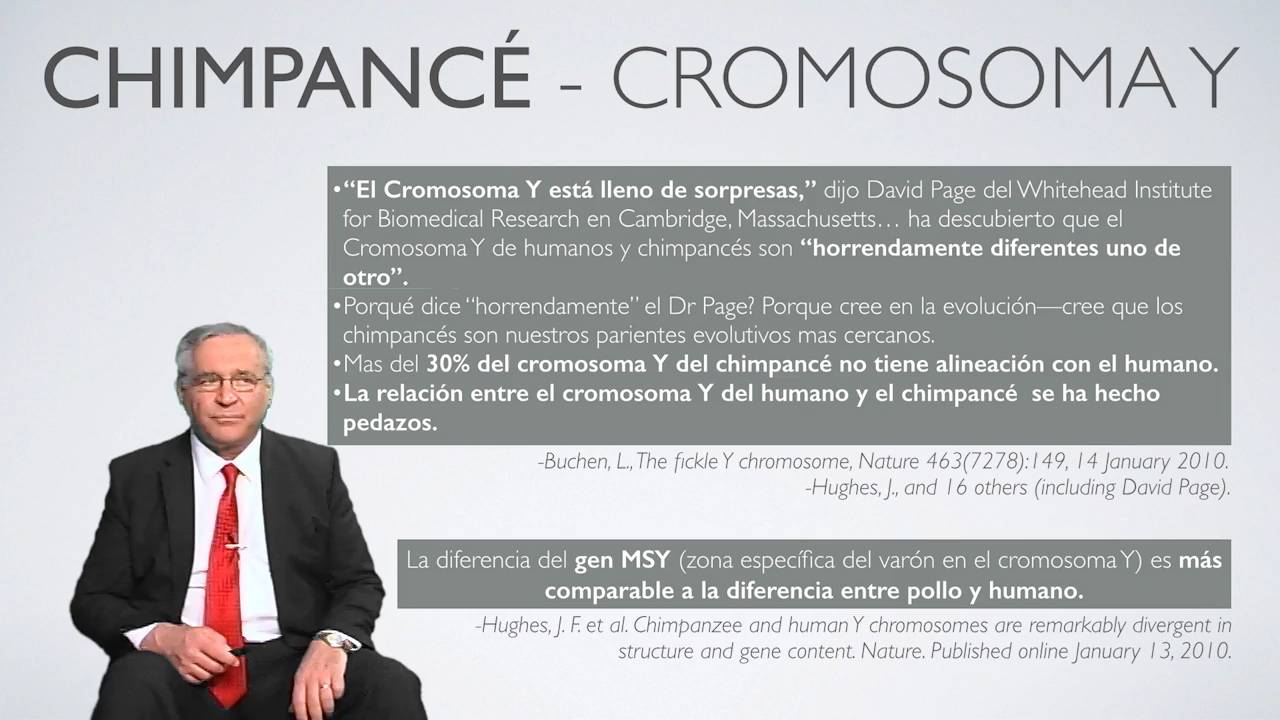 CHIMPANCÉ - CROMOSOMA Y
•“El Cromosoma Y está lleno de sorpresas,” dijo David Page del Whitehead Institute
for Biomedical Research en Cambridge, Massachusetts… ha descubierto que el
Cromosoma Y de humanos y chimpancés son “horrendamente diferentes uno de
otro”.
•Porqué dice “horrendamente” el Dr Page? Porque cree en la evolución—cree que los
chimpancés son nuestros parientes evolutivos mas cercanos.
•Mas del 30% del cromosoma Y del chimpancé no tiene alineación con el humano.
•La relación entre el cromosoma Y del humano y el chimpancé se ha hecho
pedazos.
-Buchen, L., The fickle Y chromosome, Nature 463(7278):149, 14 January 2010.
-Hughes, J., and 16 others (including David Page).
La diferencia del gen MSY (zona específica del varón en el cromosoma Y) es más
comparable a la diferencia entre pollo y humano.
-Hughes, J. F. et al. Chimpanzee and human Y chromosomes are remarkably divergent in
structure and gene content. Nature. Published online January 13, 2010.